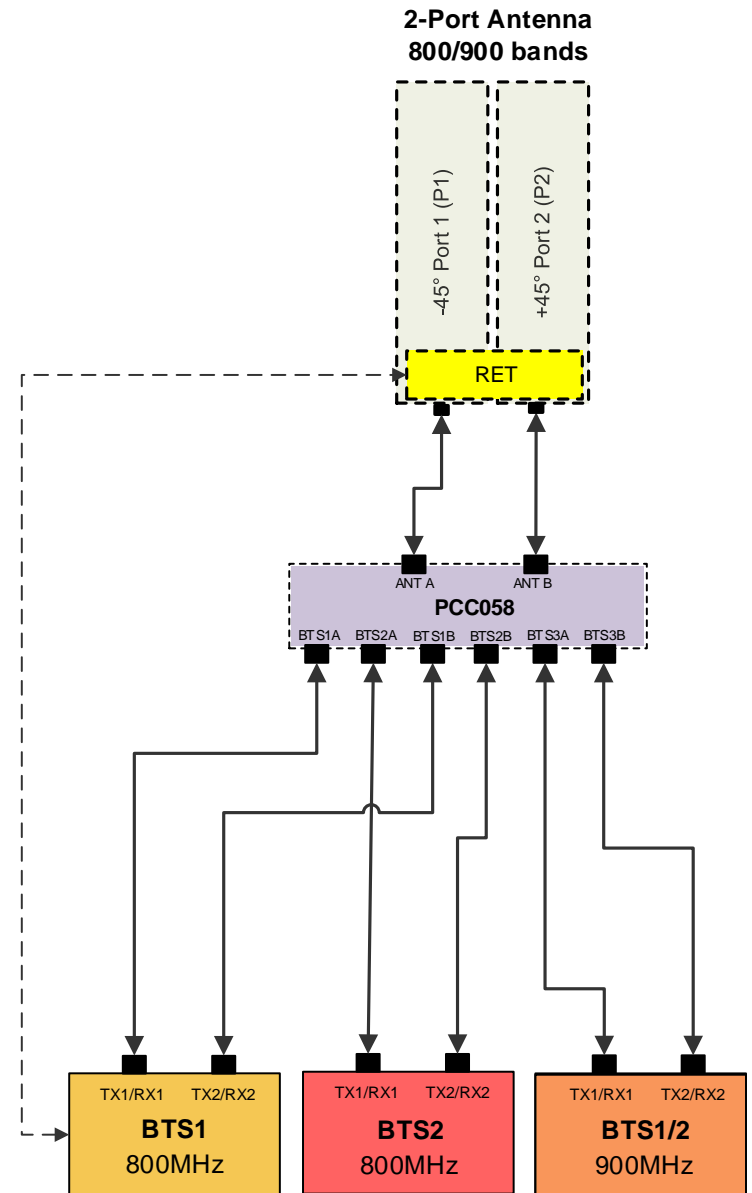 2-Port Antenna
800/900 bands
-45° Port 1 (P1)
+45° Port 2 (P2)
RET
ANT A
ANT B
PCC058
BTS1A
BTS2A
BTS1B
BTS2B
BTS3A
BTS3B
TX1/RX1
TX2/RX2
BTS1
800MHz
TX1/RX1
TX2/RX2
BTS2
800MHz
TX1/RX1
TX2/RX2
BTS1/2
900MHz